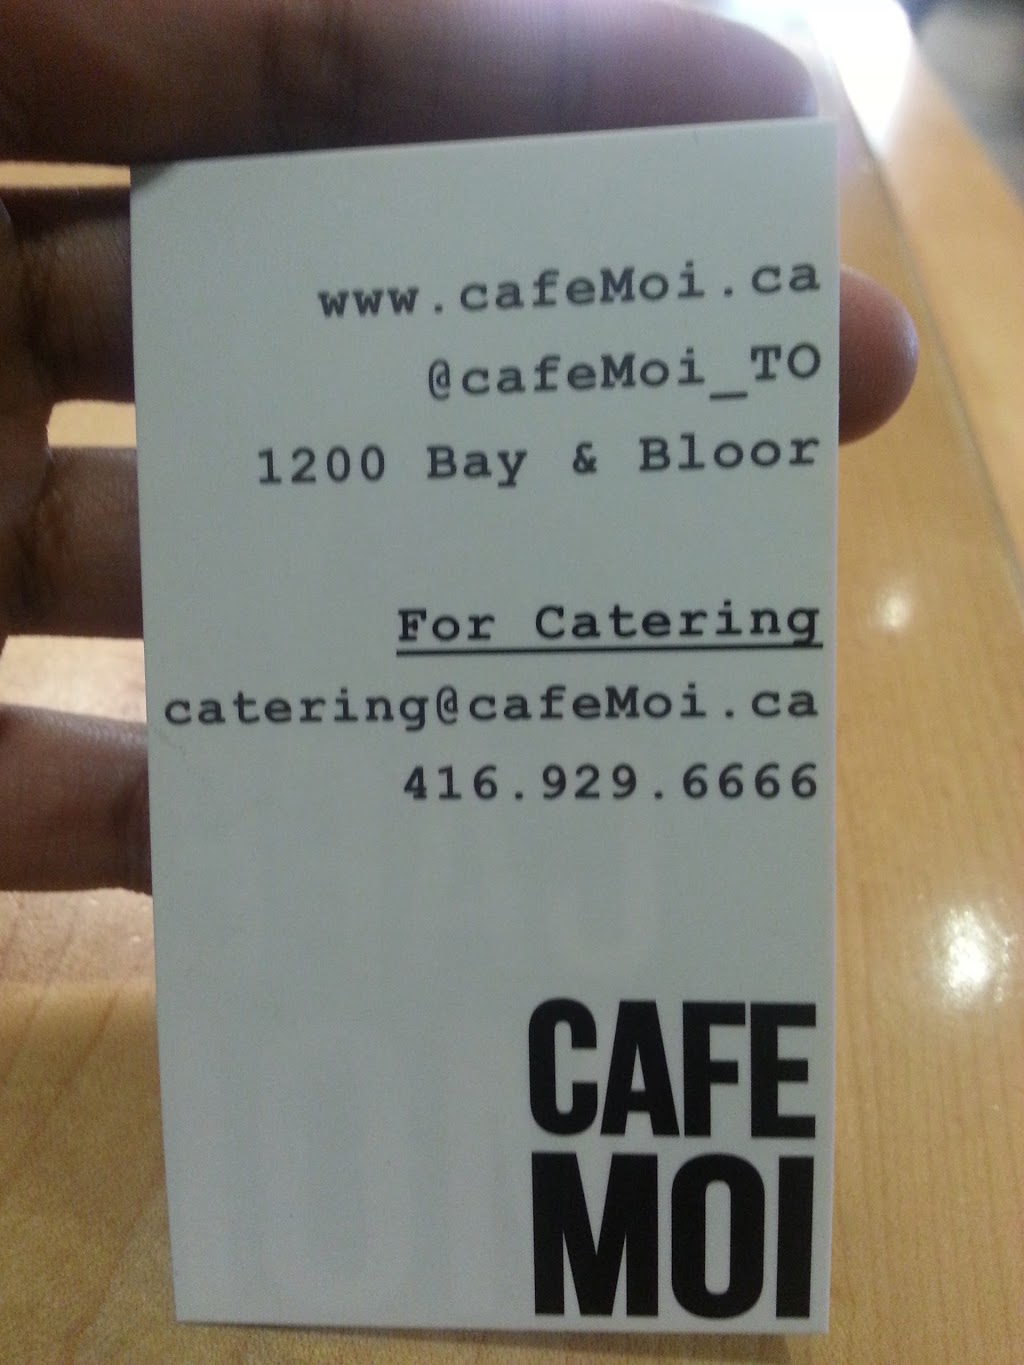 www.cafeMoi.ca
@cafeMoi_TO
1200 Bay & Bloor
For Catering
catering@cafeMoi.ca
416.929.6666
CAFE
MOI